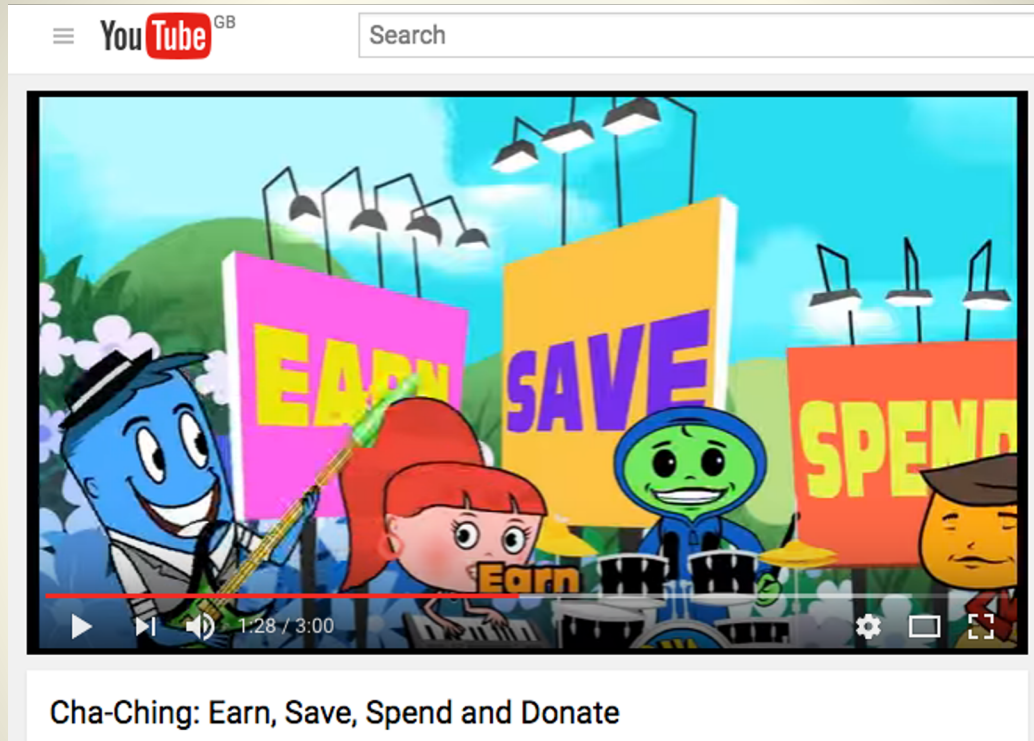 YouTube GB
Search
EARN
SAVE
SPEND
Earn
1:28 / 3:00
Cha-Ching: Earn, Save, Spend and Donate